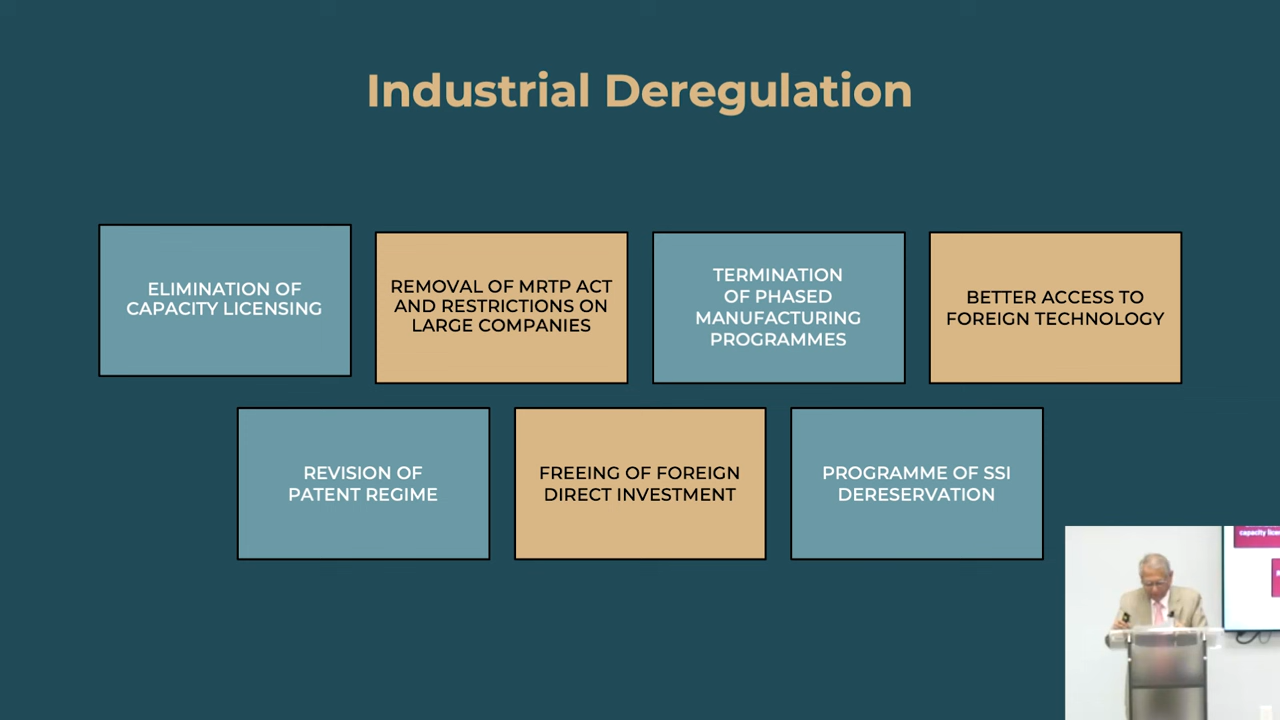 Industrial Deregulation
ELIMINATION OF
CAPACITY LICENSING
REMOVAL OF MRTP ACT
AND RESTRICTIONS ON
LARGE COMPANIES
TERMINATION
OF PHASED
MANUFACTURING
PROGRAMMES
BETTER ACCESS TO
FOREIGN TECHNOLOGY
REVISION OF
PATENT REGIME
FREEING OF FOREIGN
DIRECT INVESTMENT
PROGRAMME OF SSI
DERESERVATION
capacity